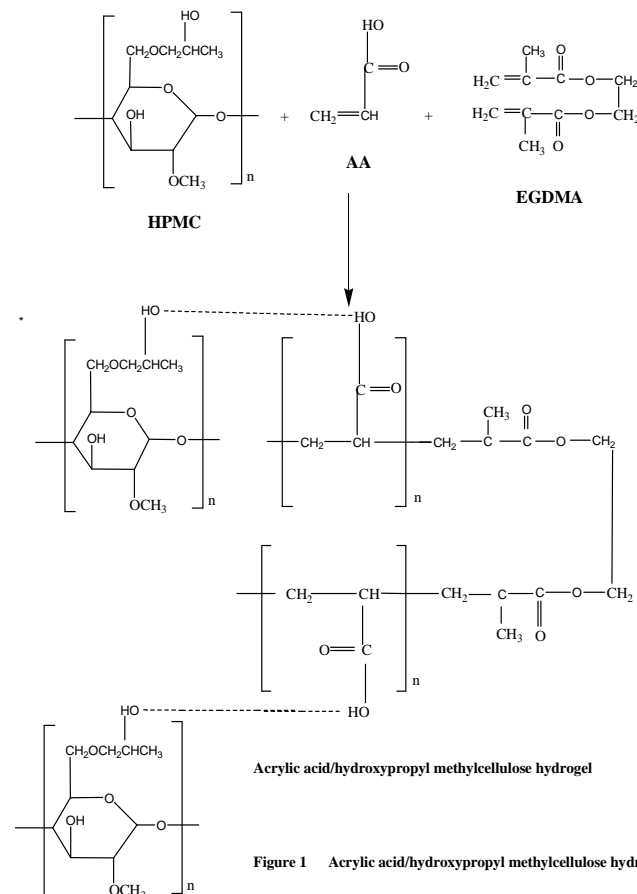 HO
CH2OCH2CHCH3
O
OH
O
OCH3
n
HPMC
+
HO
C=O
CH2=CH
AA
+
CH3 O
H2C=C-C-O-CH2
H2C=C-C-O-CH2
CH3 O
EGDMA
HO HO
CH2OCH2CHCH3
C=O
O
OH
O
OCH3
n
CH2-CH-CH2-C-C-O-CH2
CH3 O
n
CH2-CH-CH2-C-C-O-CH2
CH3 O
O=C
n
HO HO
CH2OCH2CHCH3
O
OH
O
OCH3
n
Acrylic acid/hydroxypropyl methylcellulose hydrogel
Figure 1 Acrylic acid/hydroxypropyl methylcellulose